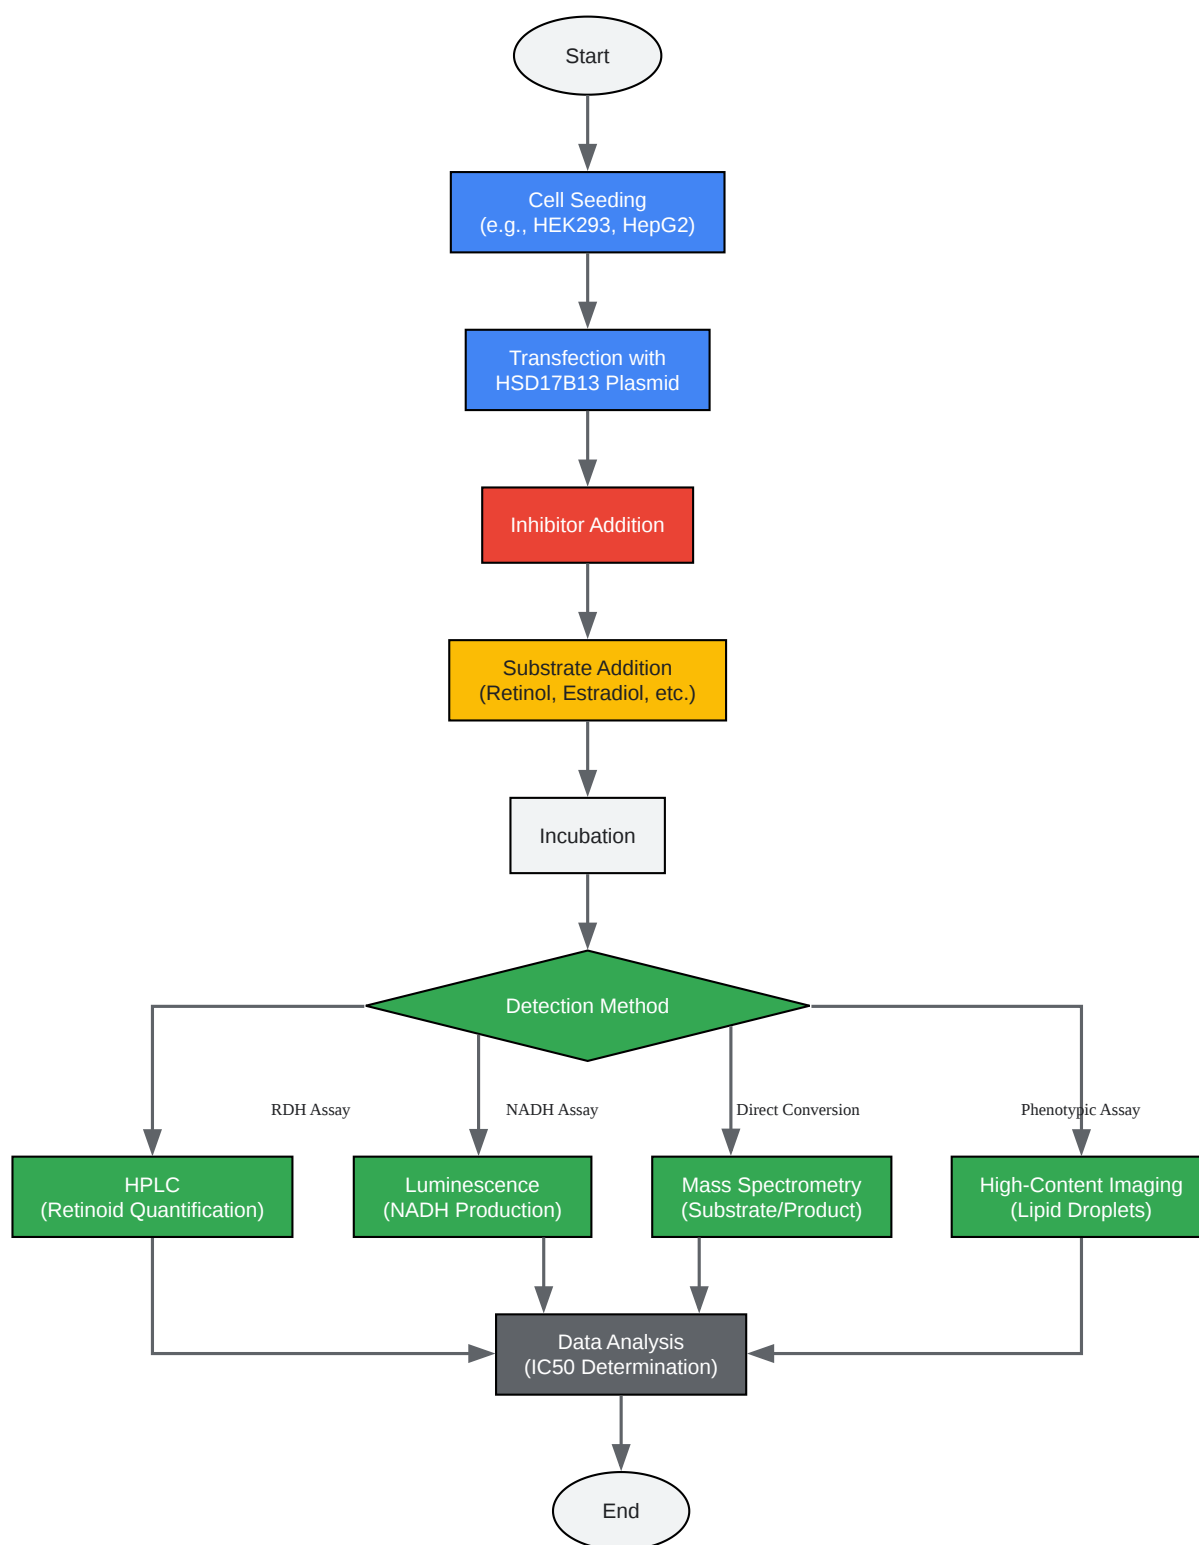 Start
Cell Seeding
(e.g., HEK293, HepG2)
Transfection with
HSD17B13 Plasmid
Inhibitor Addition
Substrate Addition
(Retinol, Estradiol, etc.)
Incubation
Detection Method
RDH Assay
NADH Assay
Direct Conversion
Phenotypic Assay
HPLC
(Retinoid Quantification)
Luminescence
(NADH Production)
Mass Spectrometry
(Substrate/Product)
High-Content Imaging
(Lipid Droplets)
Data Analysis
(IC50 Determination)
End